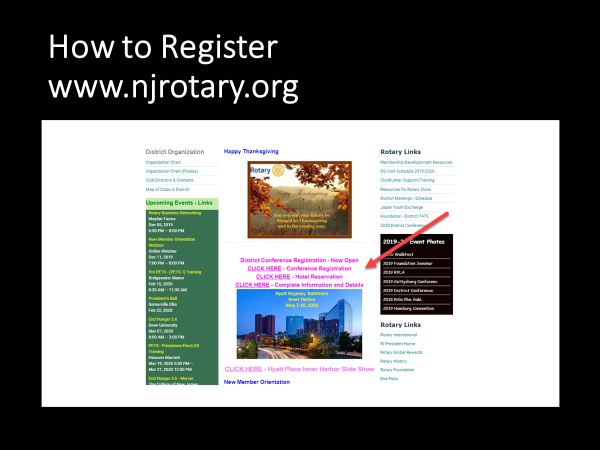 How to Register
www.njrotary.org
District Organization
Organization Chart
Organization Chart (Photos)
Club Directory & Contacts
Map of Clubs in District
Upcoming Events - Links
Rotary Business Networking
Mayfair Farms
Dec 05, 2019
5:30 PM – 8:00 PM
New Member Orientation
Webinar
Online Webinar
Dec 11, 2019
7:00 PM – 8:00 PM
Pre PETS - (PETS 1) Training
Bridgewater Manor
Feb 15, 2020
8:00 AM – 11:30 AM
President's Ball
Somerville Elks
Feb 22, 2020
End Hunger 3.6
Drew University
Mar 07, 2020
9:00 AM – 3:00 PM
PETS - Presidents-Elect/AG
Training
Hanover Marriott
Mar 19, 2020 5:00 PM –
Mar 21, 2020 12:00 PM
End Hunger 3.6 - Mercer
The College of New Jersey
Happy Thanksgiving
Rotary
May you and your family be
blessed this Thanksgiving
and in the coming year.
District Conference Registration - Now Open
CLICK HERE - Conference Registration
CLICK HERE - Hotel Reservation
CLICK HERE - Complete Information and Details
Hyatt Regency Baltimore
Inner Harbor
May 7-10, 2020
CLICK HERE - Hyatt Place Inner Harbor Slide Show
New Member Orientation
Rotary Links
Membership Development Resources
DG Visit Schedule 2019-2020
ClubRunner Support/Training
Resources for Rotary Clubs
District Meetings - Schedule
Japan Youth Exchange
Foundation - District 7475
2020 District Conference
Event Photos
Walkfest
2019 Foundation Seminar
2019 RYLA
2019 Gettysburg Conferenc
2019 District Conference
2018 Polio Plus Indo
2019 Hamburg Convention
Rotary Links
Rotary International
RI President Home
Rotary Global Rewards
Rotary History
Rotary Foundation
End Polio